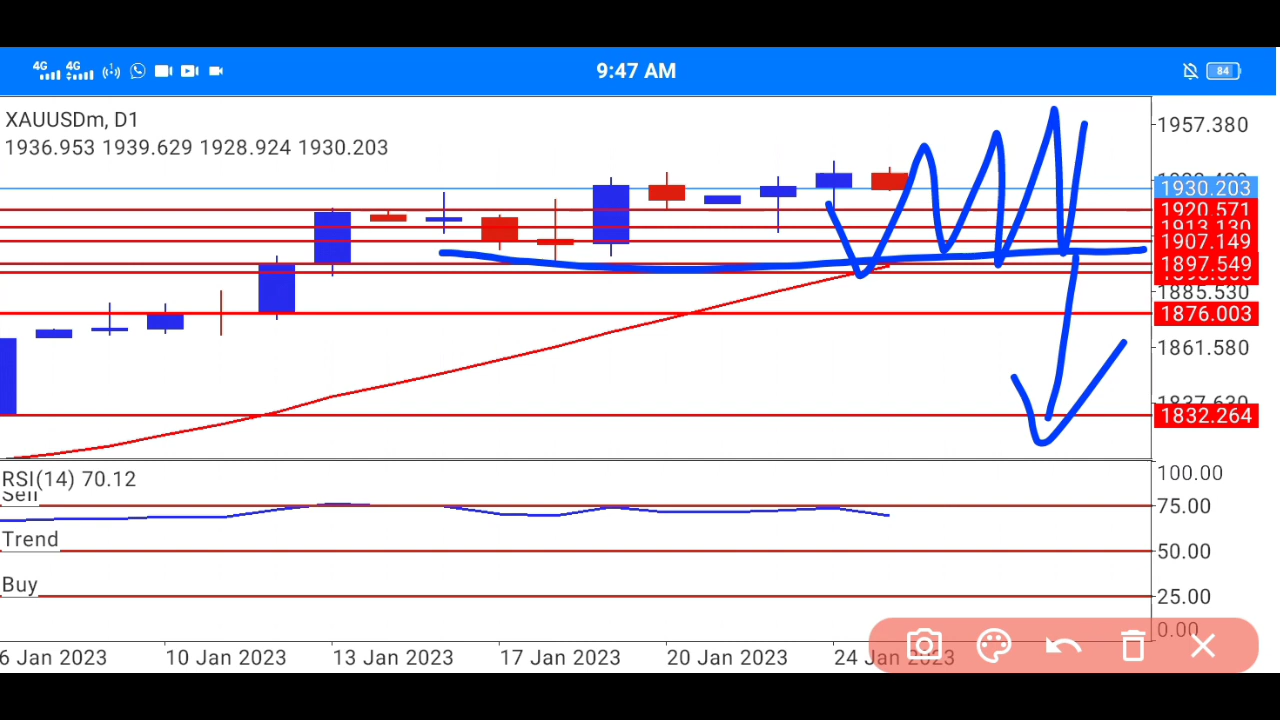 4G 4G 9:47 AM 84
XAUUSDm, D1
1936.953 1939.629 1928.924 1930.203
1957.380
1930.203
1920.571
1913.130
1907.149
1897.549
1885.530
1876.003
1861.580
1837.630
1832.264
RSI(14) 70.12
Sell
100.00
75.00
Trend
50.00
Buy
25.00
0.00
6 Jan 2023 10 Jan 2023 13 Jan 2023 17 Jan 2023 20 Jan 2023 24 Jan 2023